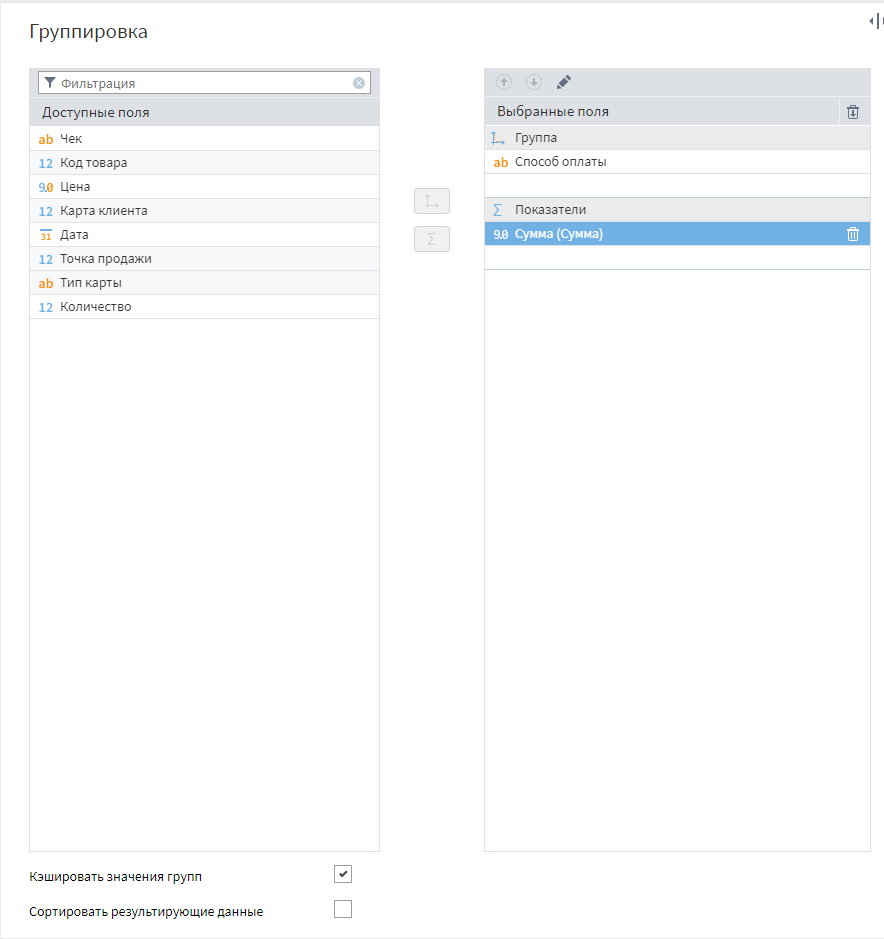 Группировка
Фильтрация
Доступные поля
ab Чек
12 Код товара
9.0 Цена
12 Карта клиента
31 Дата
12 Точка продажи
ab Тип карты
12 Количество
Выбранные поля
Группа
ab Способ оплаты
Σ Показатели
9.0 Сумма (Сумма)
Σ
Кэшировать значения групп
Сортировать результирующие данные